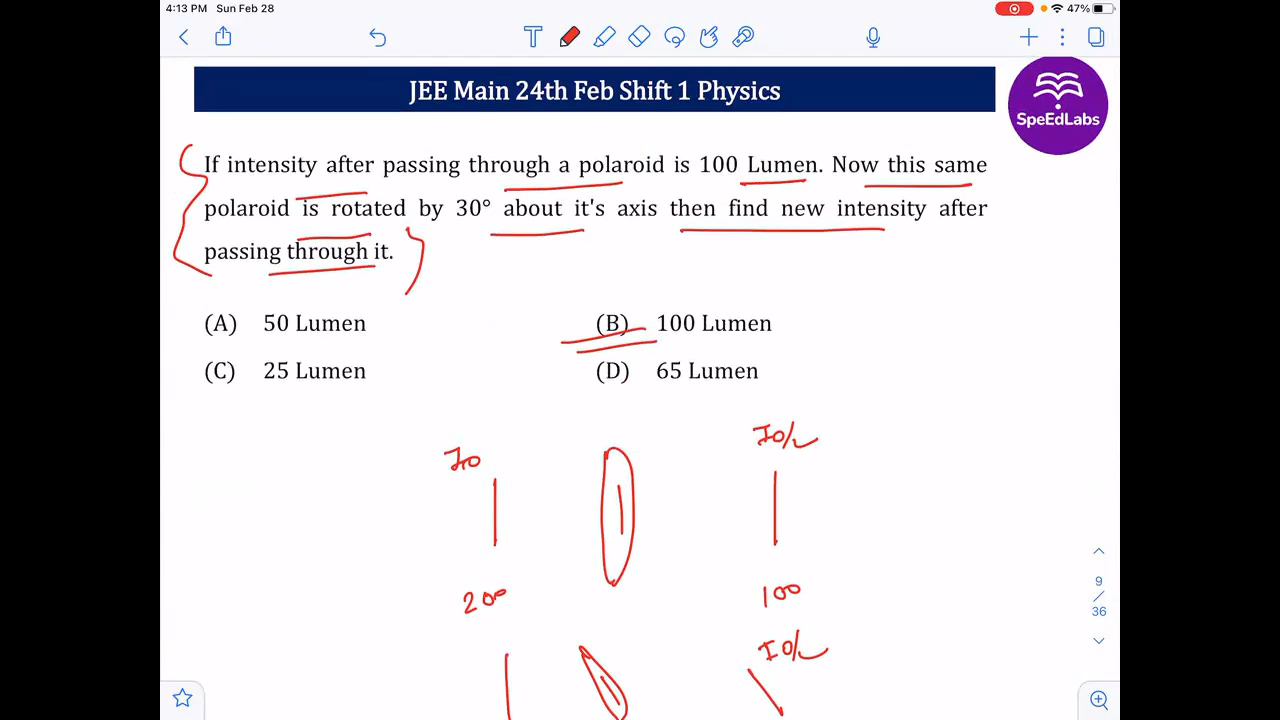 4:13 PM Sun Feb 28
47%
JEE Main 24th Feb Shift 1 Physics
SpeEdLabs
If intensity after passing through a polaroid is 100 Lumen. Now this same
polaroid is rotated by 30° about it's axis then find new intensity after
passing through it.
(A) 50 Lumen (B) 100 Lumen
(C) 25 Lumen (D) 65 Lumen
I0 I0/2
200 100
I0/2
9
/
36